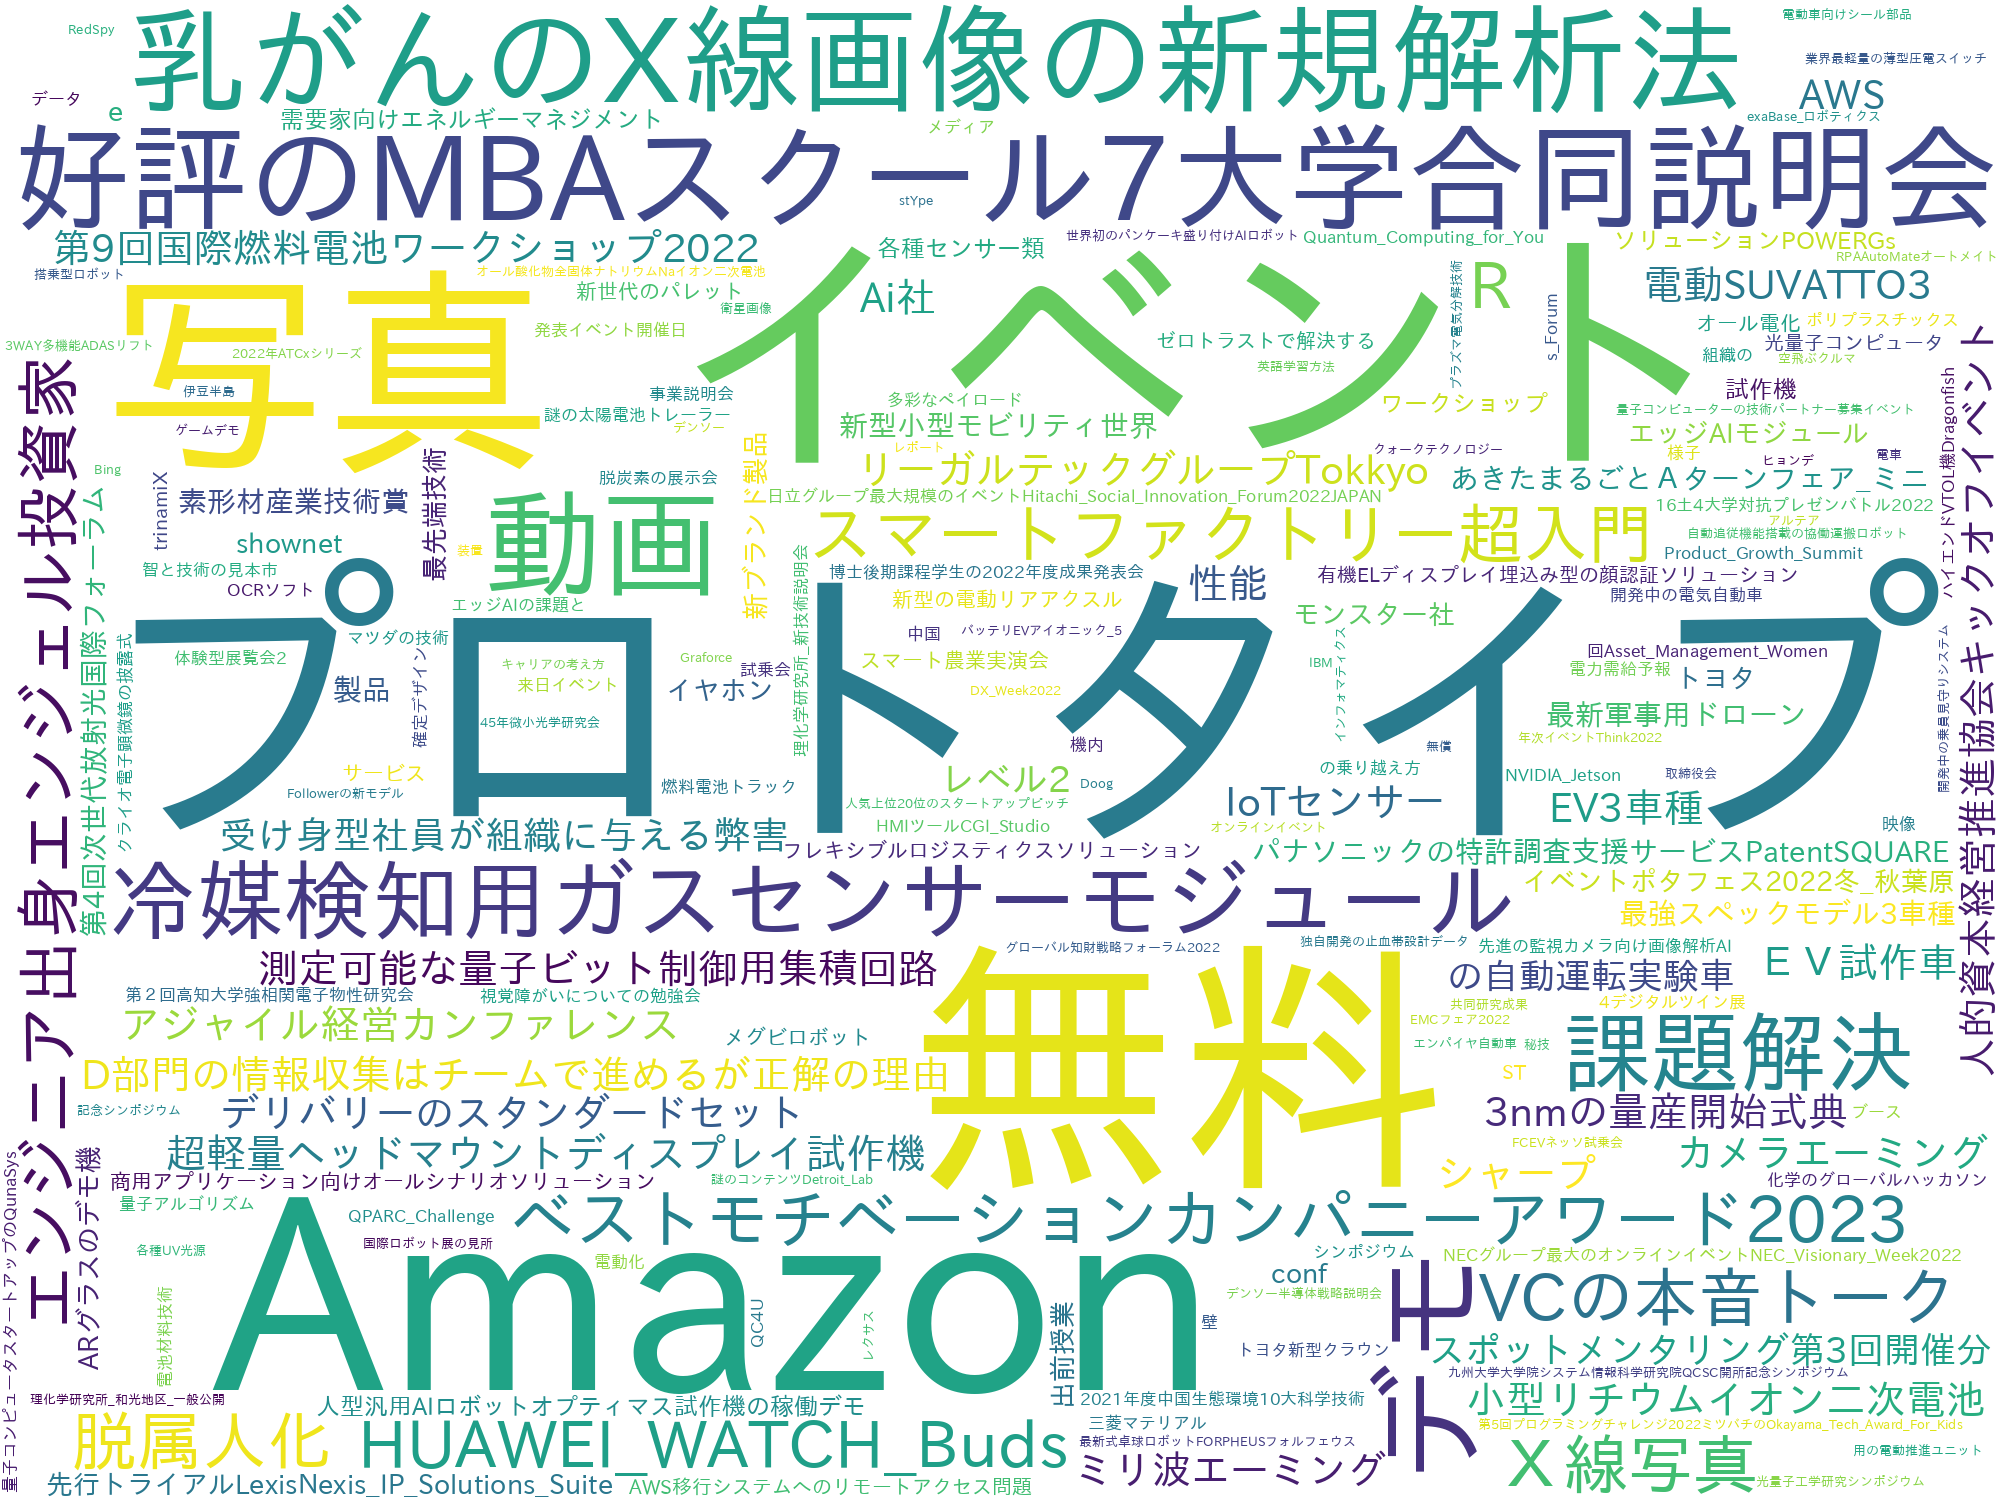 RedSpy
乳がんのX線画像の新規解析法
電動車向けシール部品
業界最軽量の薄型圧電スイッチ
データ
e
需要家向けエネルギーマネジメント
メディア
AWS
exaBase_ロボティクス
好評のMBAスクール7大学合同説明会
stYpe
第9回国際燃料電池ワークショップ2022
各種センサー類
世界初のパンケーキ盛り付けAIロボット
Quantum_Computing_for_You
ソリューションPOWERGs
RPAAutoMateオートメイト
搭乗型ロボット
オール酸化物全固体ナトリウムNaイオン二次電池
新世代のパレット
衛星画像
Ai社
イベント
プラズマ電気分解技術
R
s_Forum
電動SUVATTO3
写真
発表イベント開催日
ゼロトラストで解決する
オール電化
ポリプラスチックス
3WAY多機能ADASリフト
2022年ATCxシリーズ
英語学習方法
組織の
光量子コンピュータ
空飛ぶクルマ
伊豆半島
事業説明会
多彩なペイロード
ワークショップ
試作機
ゲームデモ
謎の太陽電池トレーラー
デンソー
新型小型モビリティ世界
量子コンピューターの技術パートナー募集イベント
エッジAIモジュール
レポート
クォークテクノロジー
様子
ヒョンデ
電車
Bing
脱炭素の展示会
リーガルテックグループTokkyo
あきたまるごとAターンフェア_ミニ
trinamiX
素形材産業技術賞
最先端技術
動画
新ブランド製品
日立グループ最大規模のイベントHitachi_Social_Innovation_Forum2022JAPAN
16土4大学対抗プレゼンバトル2022
shownet
装備
スマートファクトリー超入門
アルテア
自動追従機能搭載の協働運搬ロボット
Product_Growth_Summit
智と技術の見本市
OCRソフト
博士後期課程学生の2022年度成果発表会
性能
有機ELディスプレイ埋込み型の顔認証ソリューション
開発中の電気自動車
エッジAIの課題と
新型の電動リアアクスル
モンスター社
プロトタイプ
マツダの技術
中国
バッテリEVアイオニック_5
体験型展覧会2
キャリアの考え方
Graforce
試乗会
スマート農業実演会
IBM
インフォマティクス
回Asset_Management_Women
電力需給予報
トヨタ
製品
確定デザイン
来日イベント
イヤホン
DX_Week2022
45年微小光学研究会
理化学研究所_新技術説明会
最新軍事用ドローン
機内
無償
年次イベントThink2022
サービス
Followerの新モデル
燃料電池トラック
レベル2
Doog
の乗り越え方
NVIDIA_Jetson
取締役会
人気上位20位のスタートアップピッチ
IoTセンサー
EV3車種
映像
受け身型社員が組織に与える弊害
HMIツールCGI_Studio
オンラインイベント
フレキシブルロジスティクスソリューション
パナソニックの特許調査支援サービスPatentSQUARE
エンジニア出身エンジェル投資家
第4回次世代放射光国際フォーラム
クライオ電子顕微鏡の披露式
ハイエンドVTOL機Dragonfish
開発中の乗員見守りシステム
人的資本経営推進協会キックオフイベント
冷媒検知用ガスセンサーモジュール
イベントポタフェス2022冬_秋葉原
最強スペックモデル3車種
グローバル知財戦略フォーラム2022
独自開発の止血帯設計データ
先進の監視カメラ向け画像解析AI
測定可能な量子ビット制御用集積回路
の自動運転実験車
EV試作車
無料
第2回高知大学強相関電子物性研究会
視覚障がいについての勉強会
共同研究成果
4デジタルツイン展
アジャイル経営カンファレンス
メグビロボット
EMCフェア2022
エンパイヤ自動車
秘技
課題解決
D部門の情報収集はチームで進めるが正解の理由
ST
記念シンポジウム
デリバリーのスタンダードセット
3nmの量産開始式典
ブース
超軽量ヘッドマウントディスプレイ試作機
FCEVネッソ試乗会
カメラエーミング
シャープ
商用アプリケーション向けオールシナリオソリューション
謎のコンテンツDetroit_Lab
化学のグローバルハッカソン
量子コンピュータスタートアップのQunaSys
ARグラスのデモ機
量子アルゴリズム
QPARC_Challenge
ベストモチベーションカンパニーアワード2023
国際ロボット展の見所
各種UV光源
電動化
シンポジウム
NECグループ最大のオンラインイベントNEC_Visionary_Week2022
Amazon
conf
デンソー半導体戦略説明会
デモ
VCの本音トーク
電池材料技術
QC4U
レクサス
出前授業
壁
トヨタ新型クラウン
スポットメンタリング第3回開催分
理化学研究所_和光地区_一般公開
九州大学大学院システム情報科学研究院QCSC開所記念シンポジウム
人型汎用AIロボットオプティマス試作機の稼働デモ
2021年度中国生態環境10大科学技術
小型リチウムイオン二次電池
脱属人化
HUAWEI_WATCH_Buds
三菱マテリアル
第5回プログラミングチャレンジ2022ミツバチのOkayama_Tech_Award_For_Kids
最新式卓球ロボットFORPHEUSフォルフェウス
X線写真
用の電動推進ユニット
先行トライアルLexisNexis_IP_Solutions_Suite
AWS移行システムへのリモートアクセス問題
ミリ波エーミング
光量子工学研究シンポジウム